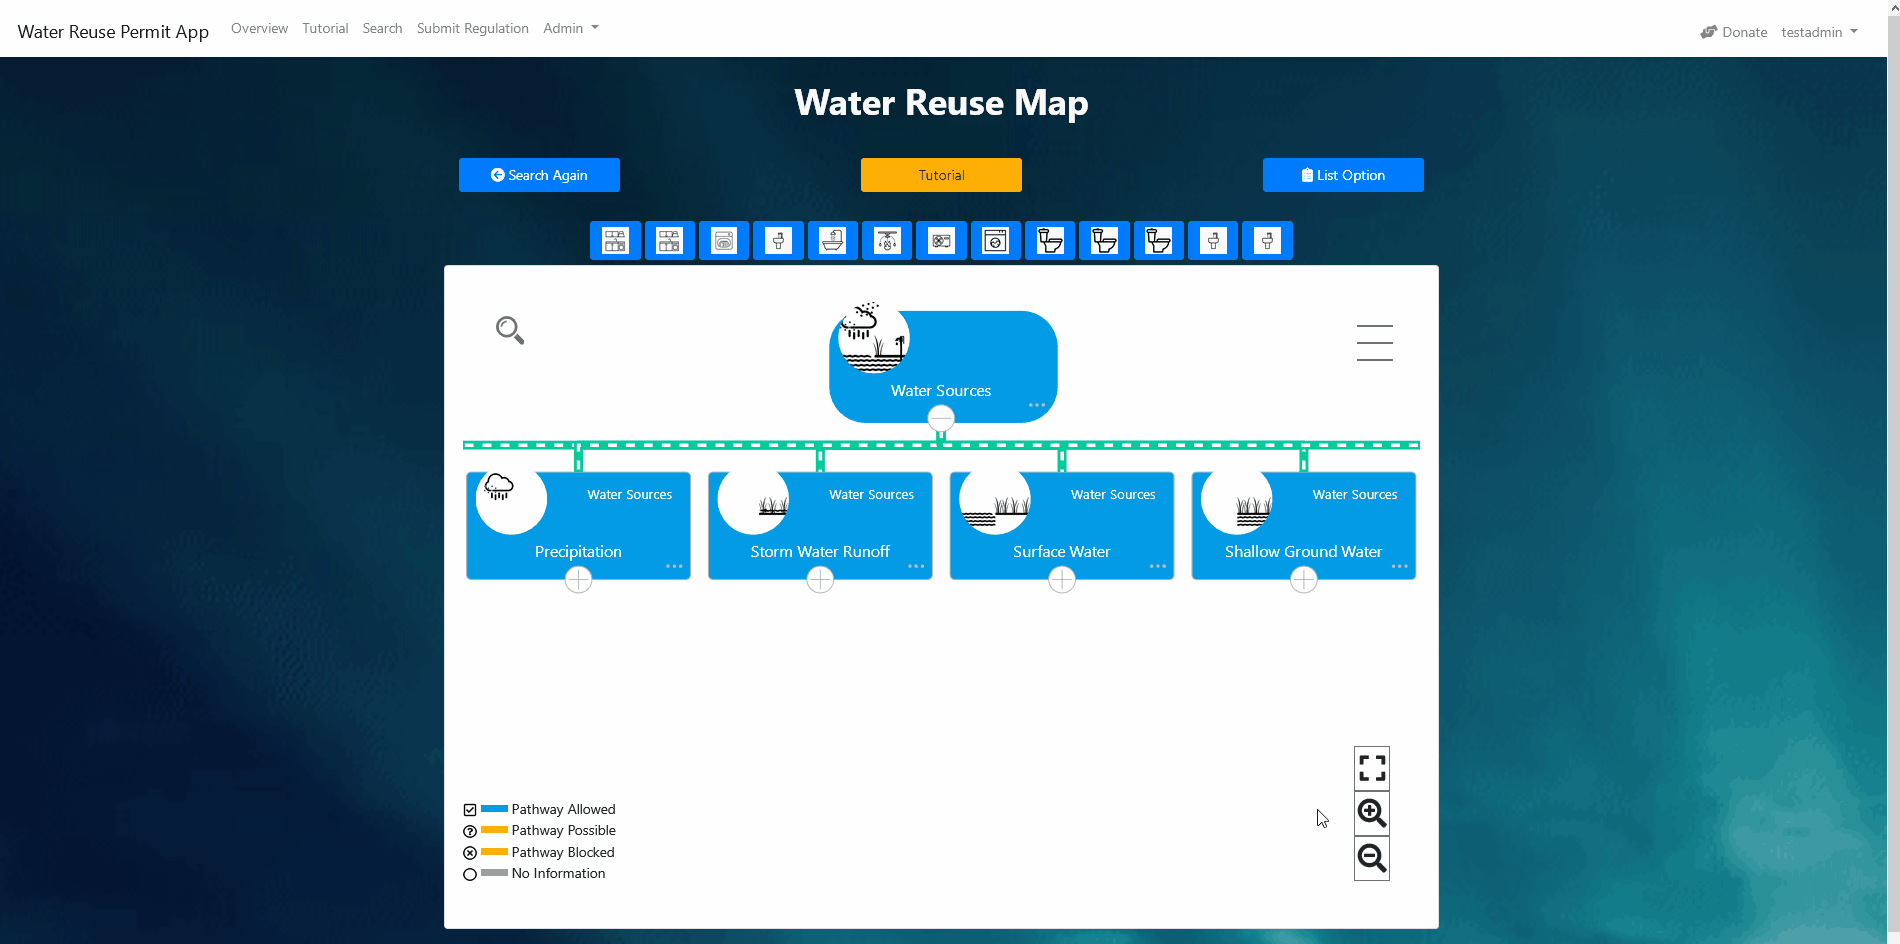 Water Reuse Permit App
Overview
Tutorial
Search
Submit Regulation
Admin
Donate
testadmin
Water Reuse Map
Search Again
Tutorial
List Option
Water Sources
Water Sources
Precipitation
Water Sources
Storm Water Runoff
Water Sources
Surface Water
Water Sources
Shallow Ground Water
Pathway Allowed
Pathway Possible
Pathway Blocked
No Information